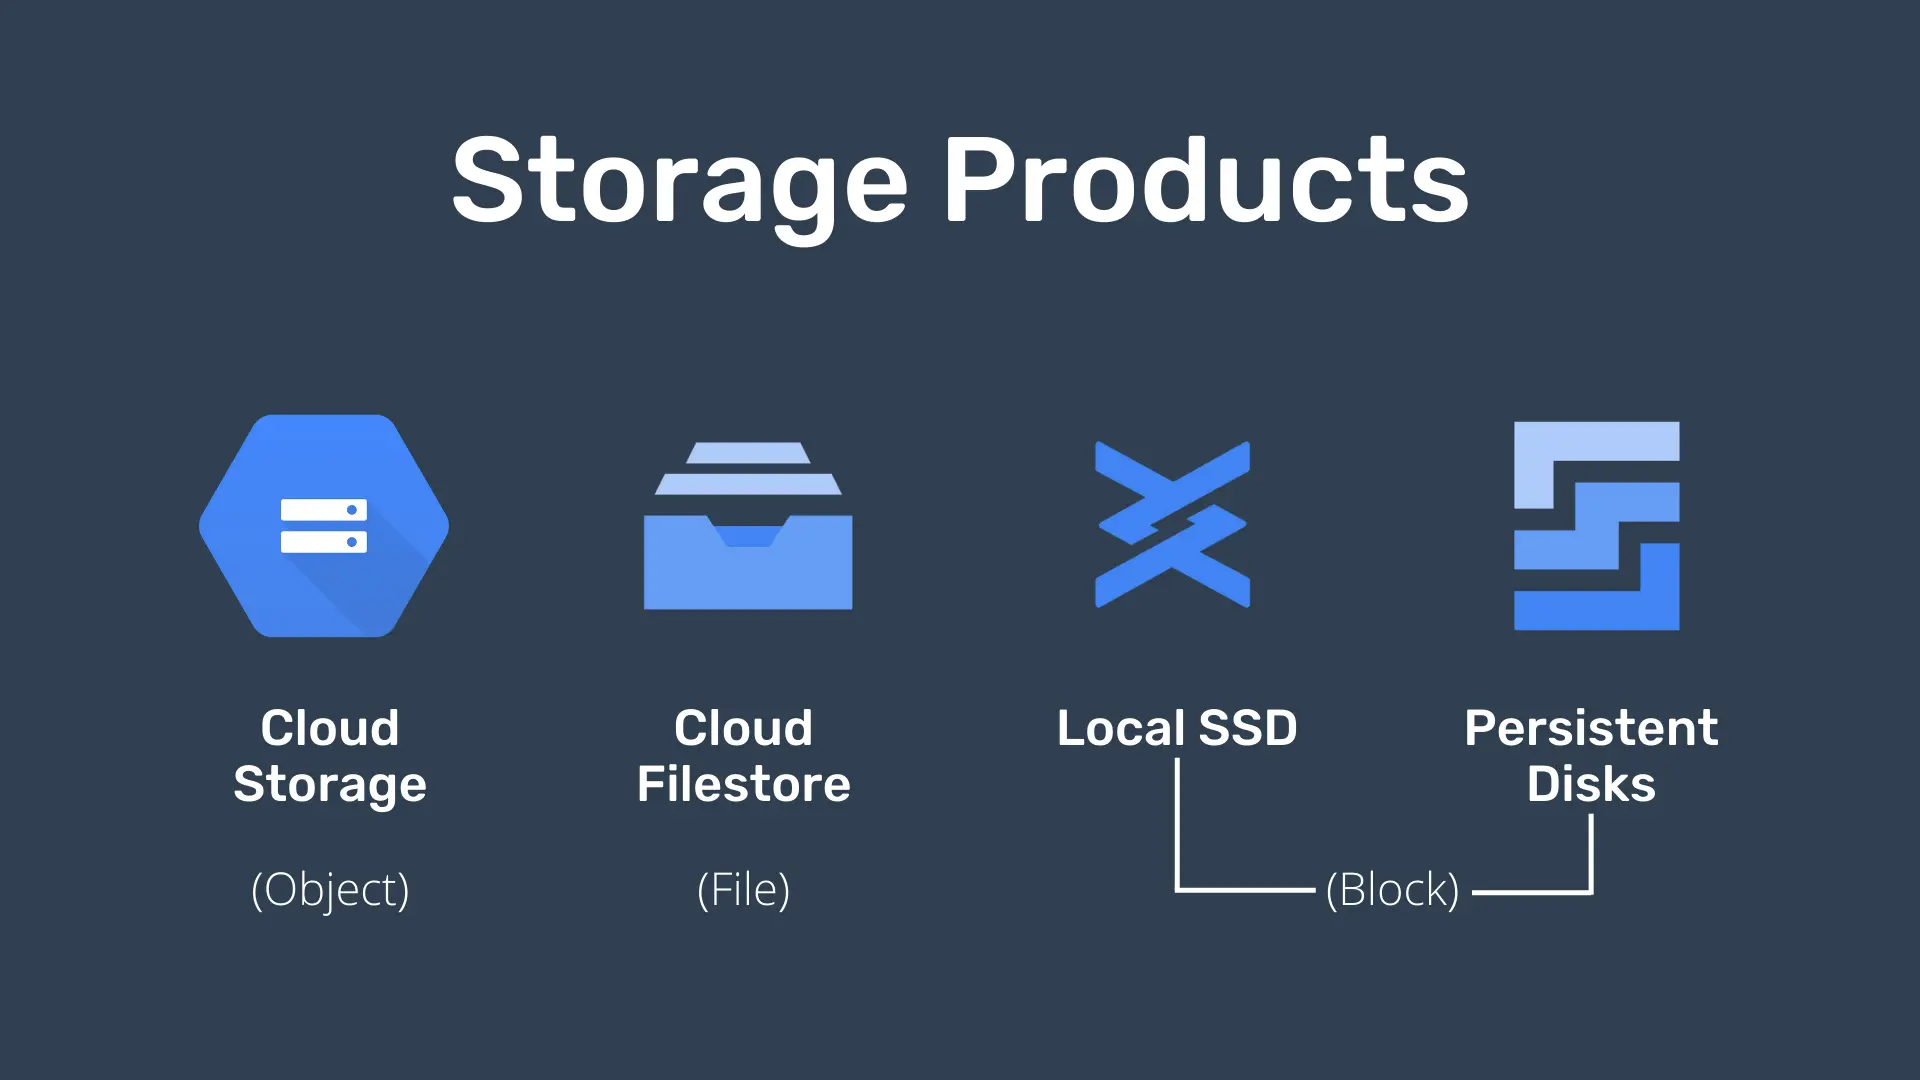 Storage Products
Cloud
Storage
(Object)
Cloud
Filestore
(File)
Local SSD
Persistent
Disks
(Block)